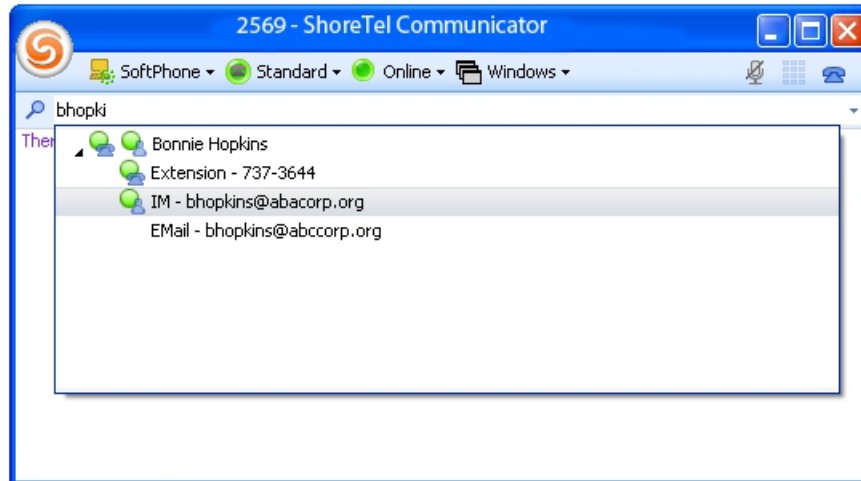 2569 - ShoreTel Communicator
SoftPhone Standard Online Windows
bhopki
Ther
Bonnie Hopkins
Extension - 737-3644
IM - bhopkins@abacorp.org
EMail - bhopkins@abccorp.org